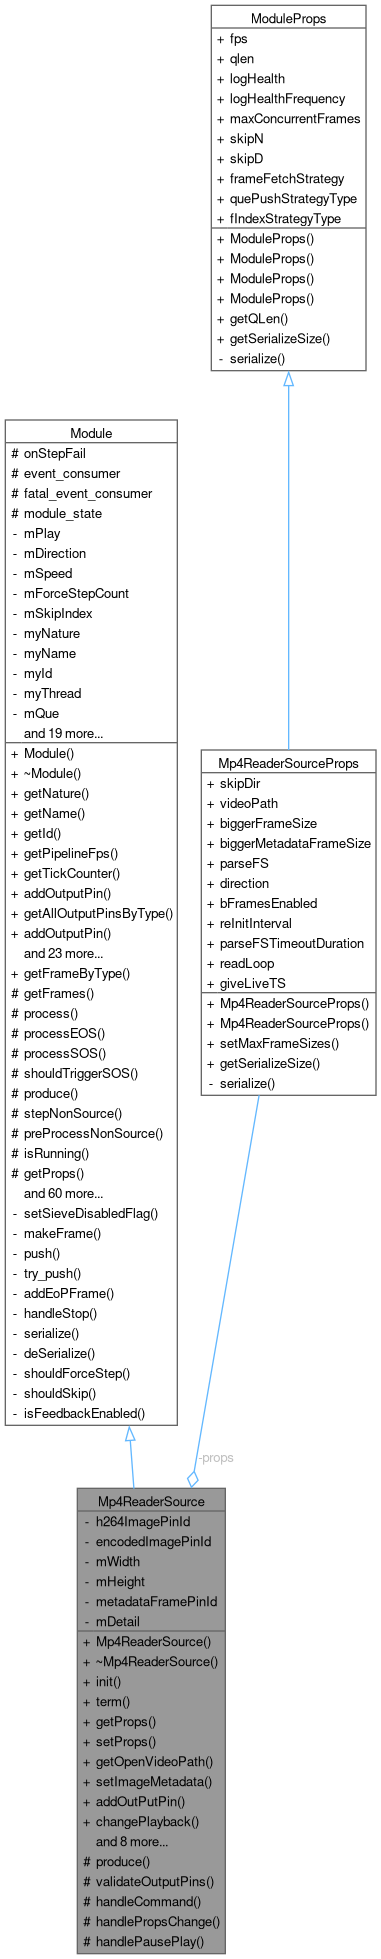 ModuleProps
+ fps
+ qlen
+ logHealth
+ logHealthFrequency
+ maxConcurrentFrames
+ skipN
+ skipD
+ frameFetchStrategy
+ quePushStrategyType
+ fIndexStrategyType
+ ModuleProps()
+ ModuleProps()
+ ModuleProps()
+ ModuleProps()
+ getQLen()
+ getSerializeSize()
- serialize()
Module
# onStepFail
# event_consumer
# fatal_event_consumer
# module_state
- mPlay
- mDirection
- mSpeed
- mForceStepCount
- mSkipIndex
- myNature
- myName
- myId
- myThread
- mQue
and 19 more...
+ Module()
+ ~Module()
+ getNature()
+ getName()
+ getId()
+ getPipelineFps()
+ getTickCounter()
+ addOutputPin()
+ getAllOutputPinsByType()
+ addOutputPin()
and 23 more...
+ getFrameByType()
# getFrames()
# process()
# processEOS()
# processSOS()
# shouldTriggerSOS()
# produce()
# stepNonSource()
# preProcessNonSource()
# isRunning()
# getProps()
and 60 more...
- setSieveDisabledFlag()
- makeFrame()
- push()
- try_push()
- addEoPFrame()
- handleStop()
- serialize()
- deSerialize()
- shouldForceStep()
- shouldSkip()
- isFeedbackEnabled()
Mp4ReaderSourceProps
+ skipDir
+ videoPath
+ biggerFrameSize
+ biggerMetadataFrameSize
+ parseFS
+ direction
+ bFramesEnabled
+ reInitInterval
+ parseFSTimeoutDuration
+ readLoop
+ giveLiveTS
+ Mp4ReaderSourceProps()
+ Mp4ReaderSourceProps()
+ setMaxFrameSizes()
+ getSerializeSize()
- serialize()
-props
Mp4ReaderSource
- h264ImagePinId
- encodedImagePinId
- mWidth
- mHeight
- metadataFramePinId
- mDetail
+ Mp4ReaderSource()
+ ~Mp4ReaderSource()
+ init()
+ term()
+ getProps()
+ setProps()
+ getOpenVideoPath()
+ setImageMetadata()
+ addOutPutPin()
+ changePlayback()
and 8 more...
# produce()
# validateOutputPins()
# handleCommand()
# handlePropsChange()
# handlePausePlay()